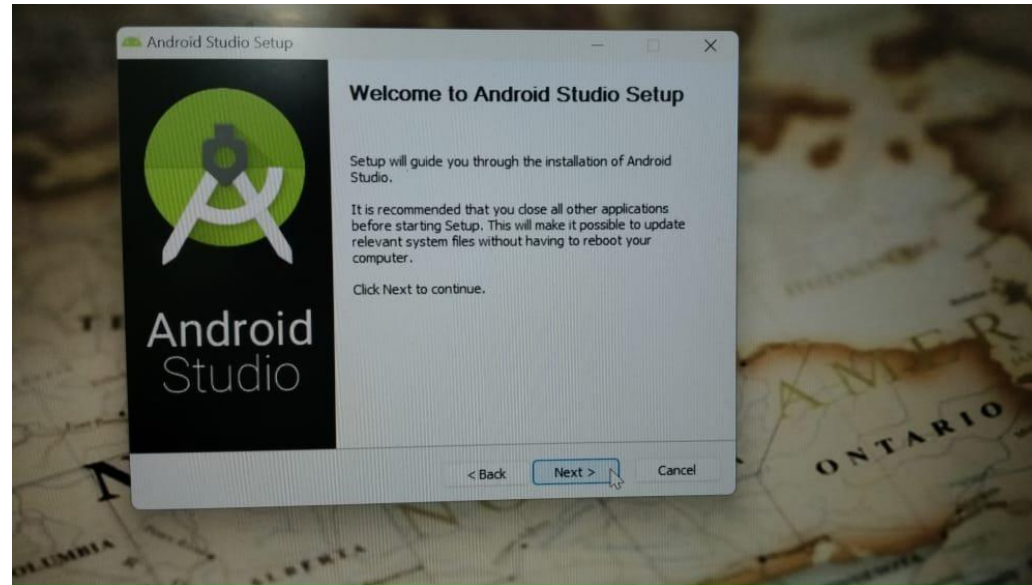 Android Studio Setup
Welcome to Android Studio Setup
Setup will guide you through the installation of Android
Studio.
It is recommended that you close all other applications
before starting Setup. This will make it possible to update
relevant system files without having to reboot your
computer.
Click Next to continue.
Android
Studio
< Back
Next >
Cancel
ONTARIO